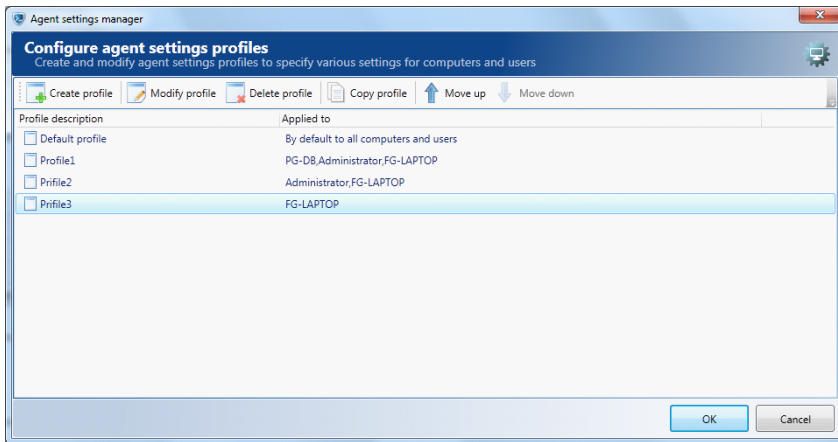 Agent settings manager
Configure agent settings profiles
Create and modify agent settings profiles to specify various settings for computers and users
Create profile Modify profile Delete profile Copy profile Move up Move down
Profile description Applied to
Default profile By default to all computers and users
Profile1 PG-DB,Administrator,FG-LAPTOP
Prifile2 Administrator,FG-LAPTOP
Prifile3 FG-LAPTOP
OK Cancel